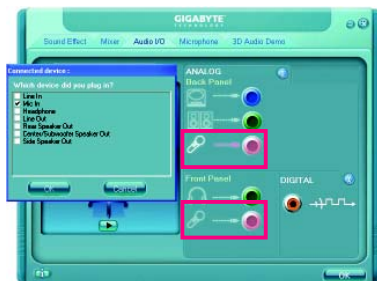 GIGABYTE
TECHNOLOGY
Sound Effect
Mixer
Audio I/O
Microphone
3D Audio Demo
Connected device :
Which device did you plug in?
Line In
Mic In
Headphone
Line Out
Rear Speaker Out
Center/Subwoofer Speaker Out
Side Speaker Out
OK
Cancel
ANALOG
Back Panel
Front Panel
DIGITAL
OK